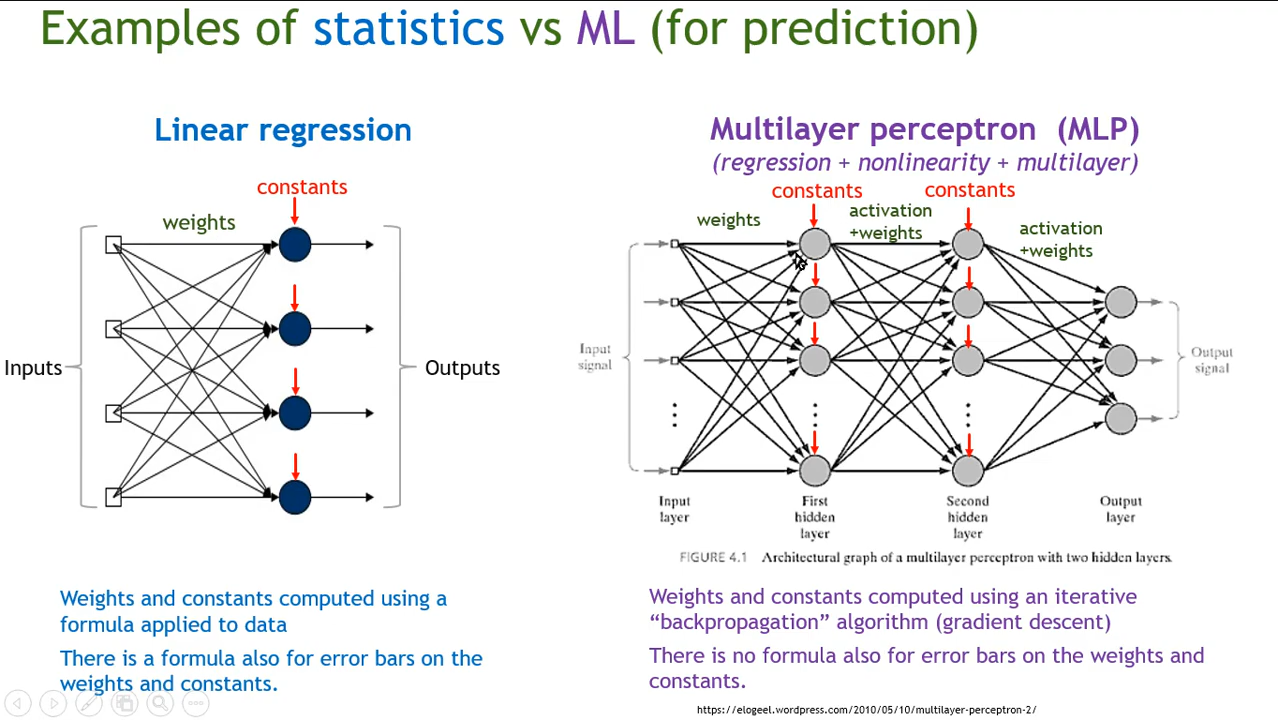 Examples of statistics vs ML (for prediction)
Linear regression
constants
weights
Inputs
Outputs
Weights and constants computed using a
formula applied to data
There is a formula also for error bars on the
weights and constants.
Multilayer perceptron (MLP)
(regression + nonlinearity + multilayer)
constants
constants
weights
activation
+weights
activation
+weights
Input
signal
Output
signal
Input
layer
First
hidden
layer
Second
hidden
layer
Output
layer
FIGURE 4.1 Architectural graph of a multilayer perceptron with two hidden layers.
Weights and constants computed using an iterative
“backpropagation” algorithm (gradient descent)
There is no formula also for error bars on the weights and
constants.
https://elogeel.wordpress.com/2010/05/10/multilayer-perceptron-2/